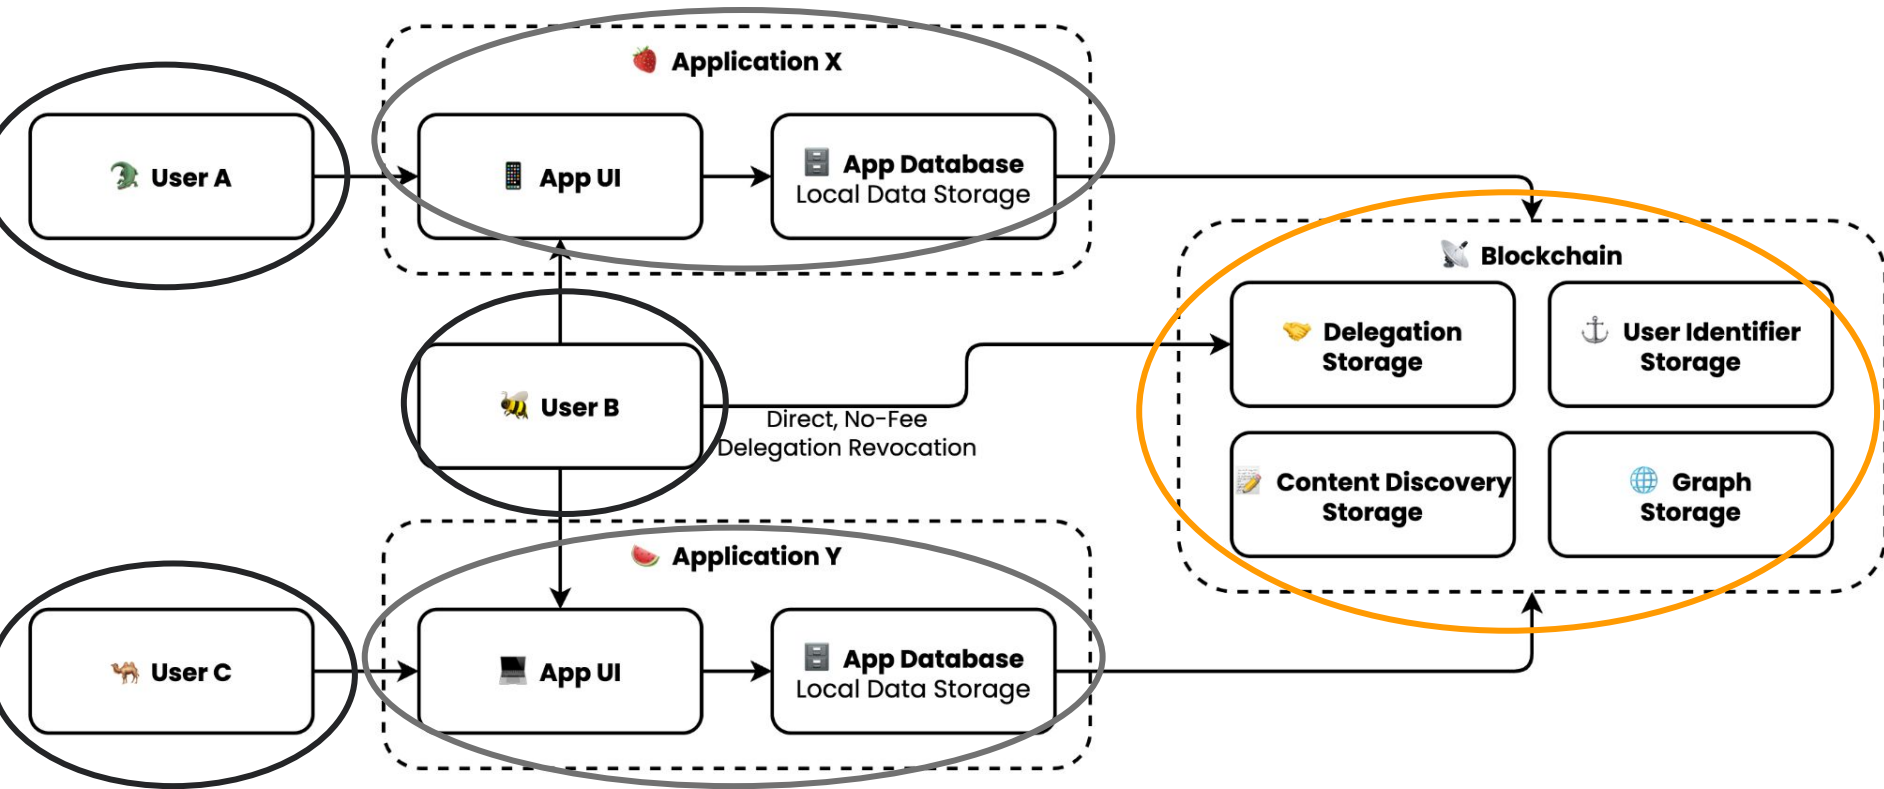 Application X
User A
App UI
App Database
Local Data Storage
Blockchain
Delegation
Storage
User Identifier
Storage
User B
Direct, No-Fee
Delegation Revocation
Content Discovery
Storage
Graph
Storage
Application Y
User C
App UI
App Database
Local Data Storage